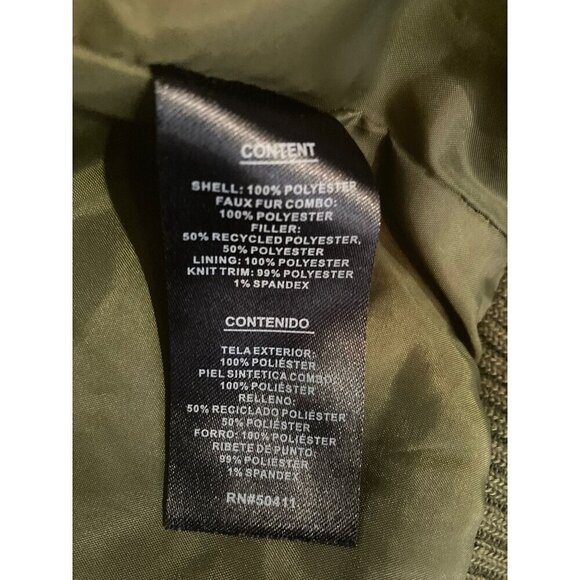 CONTENT
SHELL: 100% POLYESTER
FAUX FUR COMBO:
100% POLYESTER
FILLER:
50% RECYCLED POLYESTER,
50% POLYESTER
LINING: 100% POLYESTER
KNIT TRIM: 99% POLYESTER
1% SPANDEX
CONTENIDO
TELA EXTERIOR:
100% POLIÉSTER
PIEL SINTETICA COMBO:
100% POLIÉSTER
RELLENO:
50% RECICLADO POLIÉSTER
50% POLIÉSTER
FORRO: 100% POLIÉSTER
RIBETE DE PUNTO:
99% POLIÉSTER
1% SPANDEX
RN#50411